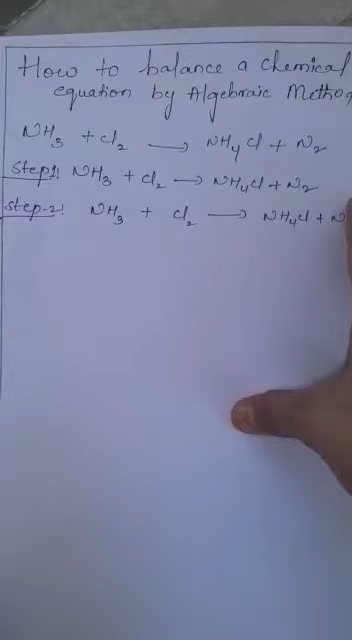 How to balance a chemical
equation by Algebraic Method
NH₃ + Cl₂ ⟶ NH₄Cl + N₂
Step1! NH₃ + Cl₂ ⟶ NH₄Cl + N₂
Step-2! NH₃ + Cl₂ ⟶ NH₄Cl + N